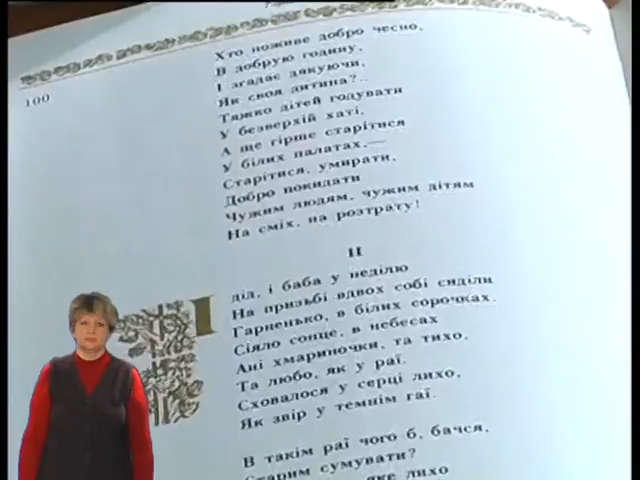 100
Хто поживе добро чесно,
В добрую годину,
І згадає дякуючи,
Як своя дитина?..
Тяжко дітей годувати
У безверхій хаті,
А ще гірше старітися
У білих палатах,—
Старітися, умирати,
Добро покидати
Чужим людям, чужим дітям
На сміх, на розтрату!
II
І дід, і баба у неділю
На призьбі вдвох собі сиділи
Гарненько, в білих сорочках.
Сіяло сонце, в небесах
Ані хмариночки, та тихо,
Та любо, як у раї.
Сховалося у серці лихо,
Як звір у темнім гаї.
В такім раї чого б, бачся,
Старим сумувати?
яке лихо